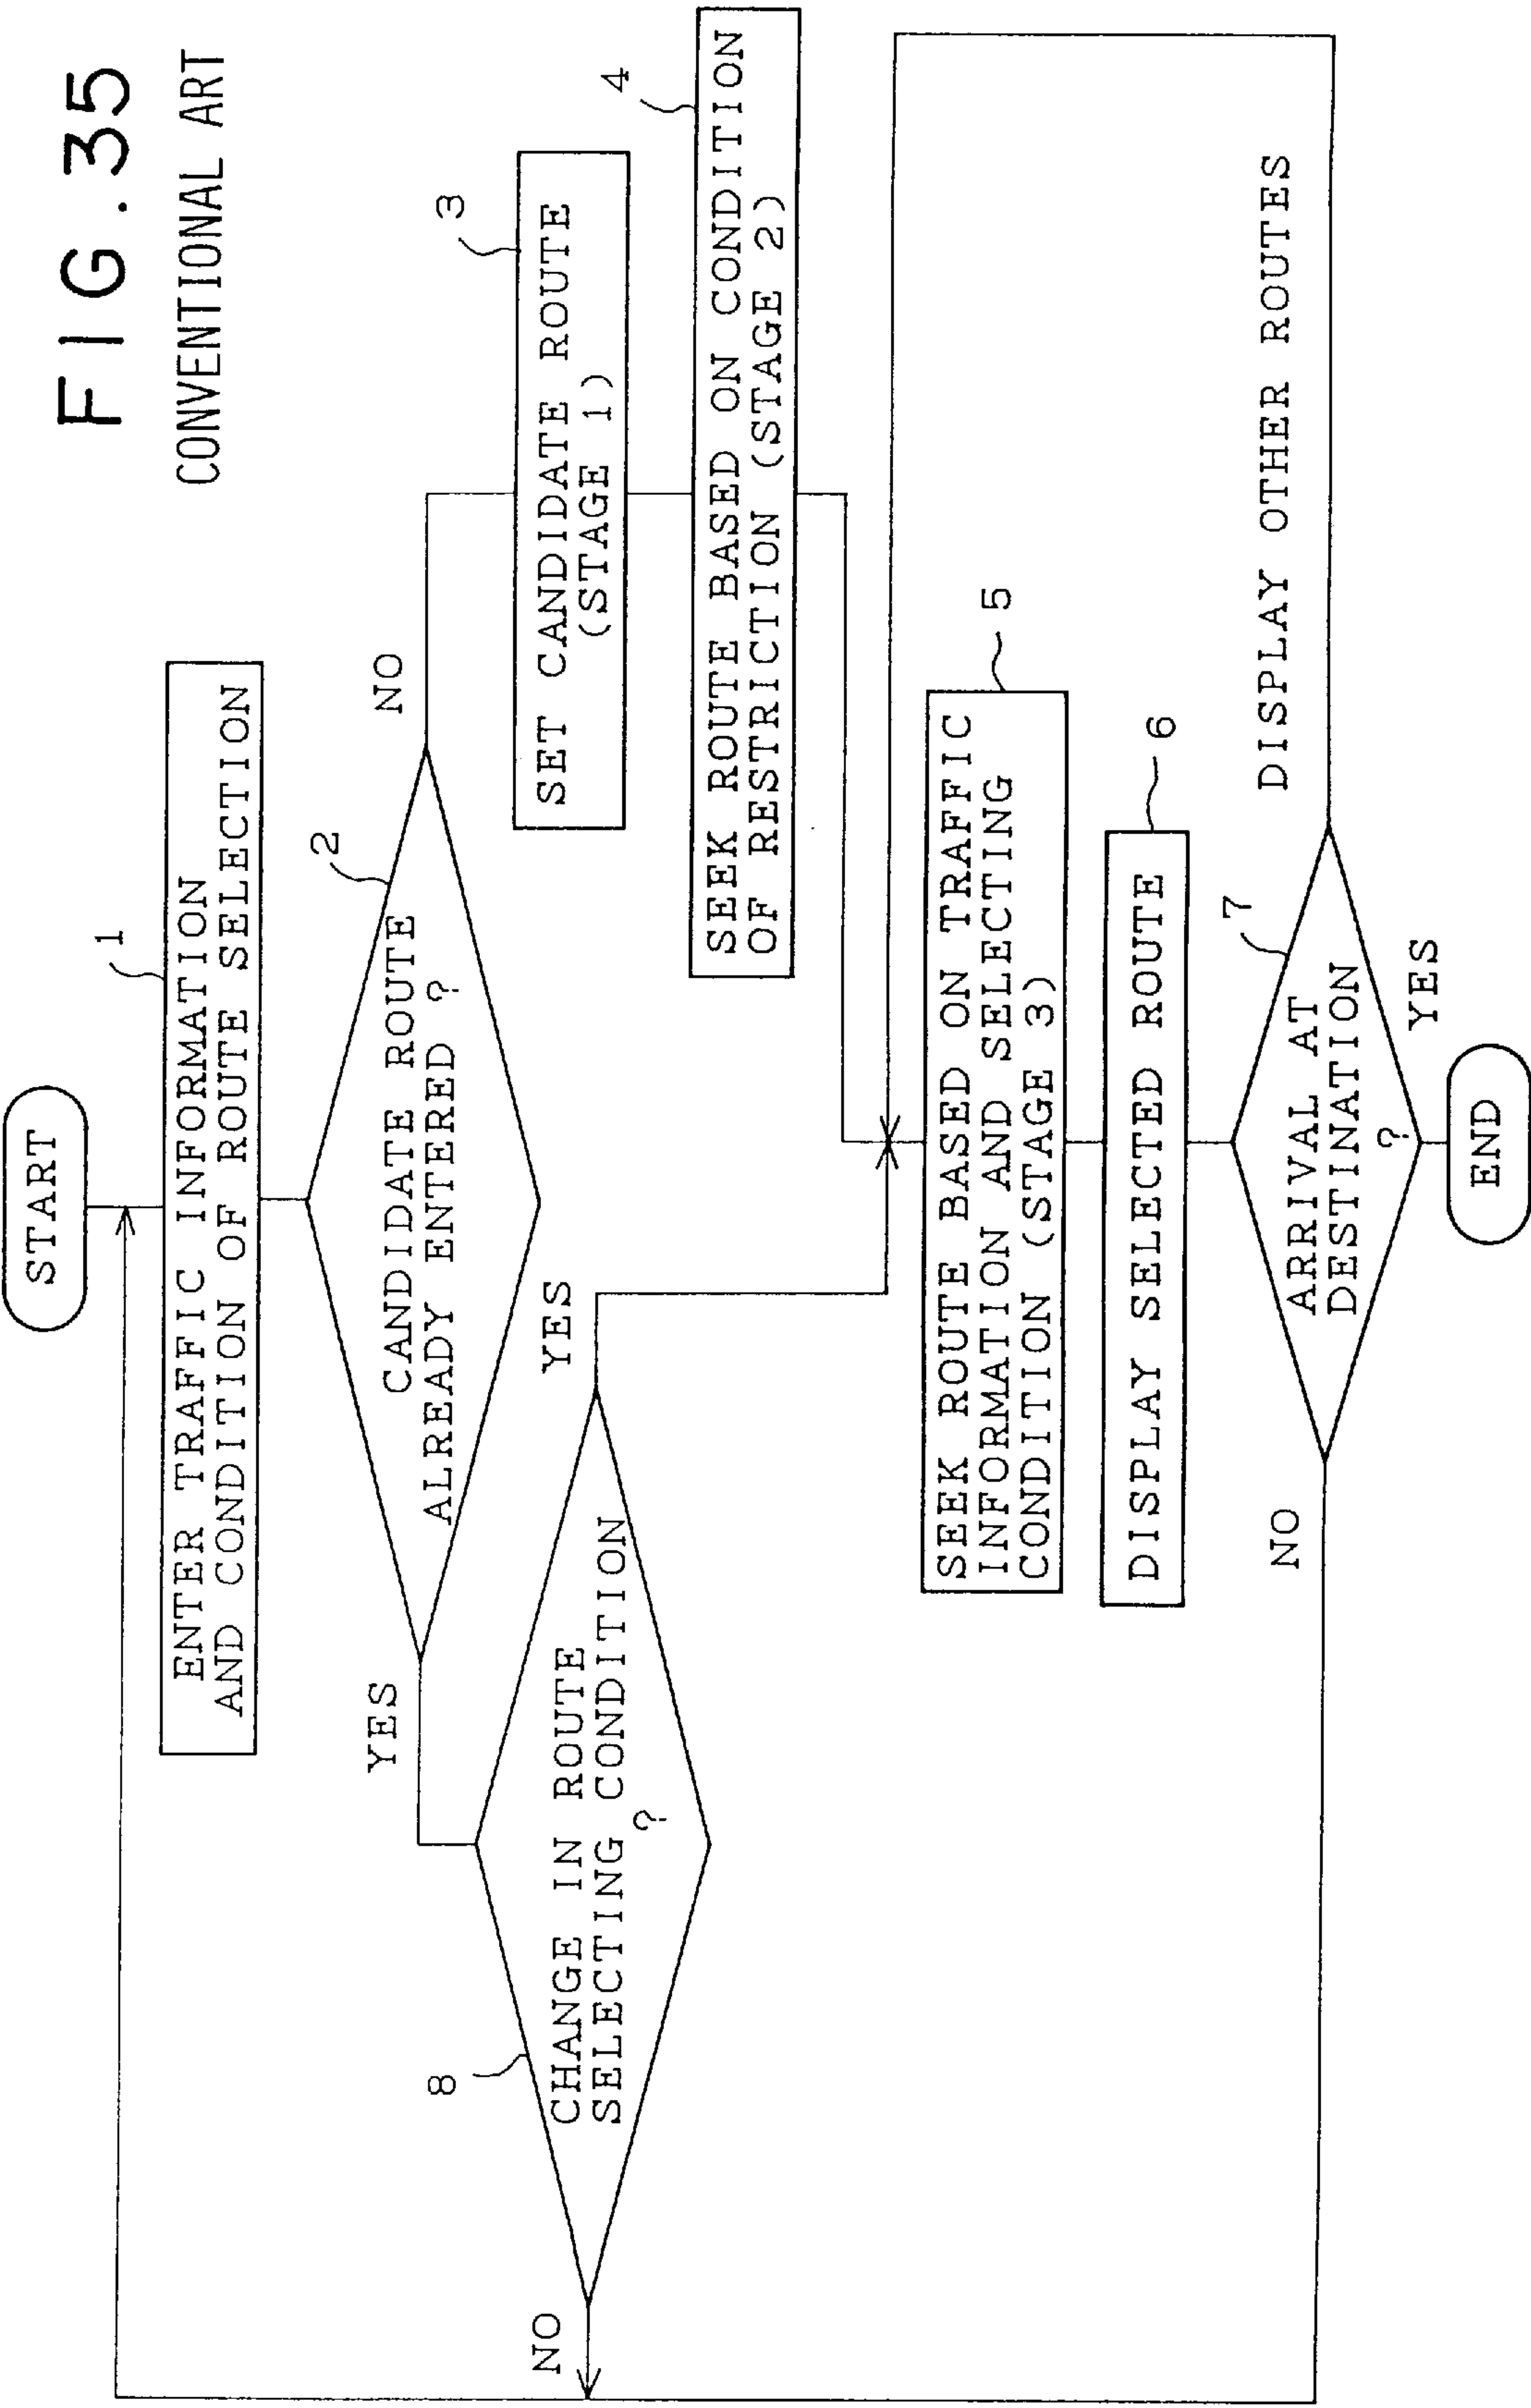 FIG. 35
CONVENTIONAL ART
START
1
ENTER TRAFFIC INFORMATION
AND CONDITION OF ROUTE SELECTION
2
CANDIDATE ROUTE
ALREADY ENTERED ?
YES
NO
3
SET CANDIDATE ROUTE
(STAGE 1)
4
SEEK ROUTE BASED ON CONDITION
OF RESTRICTION (STAGE 2)
8
CHANGE IN ROUTE
SELECTING CONDITION
?
NO
YES
5
SEEK ROUTE BASED ON TRAFFIC
INFORMATION AND SELECTING
CONDITION (STAGE 3)
6
DISPLAY SELECTED ROUTE
7
ARRIVAL AT
DESTINATION
?
NO
DISPLAY OTHER ROUTES
YES
END